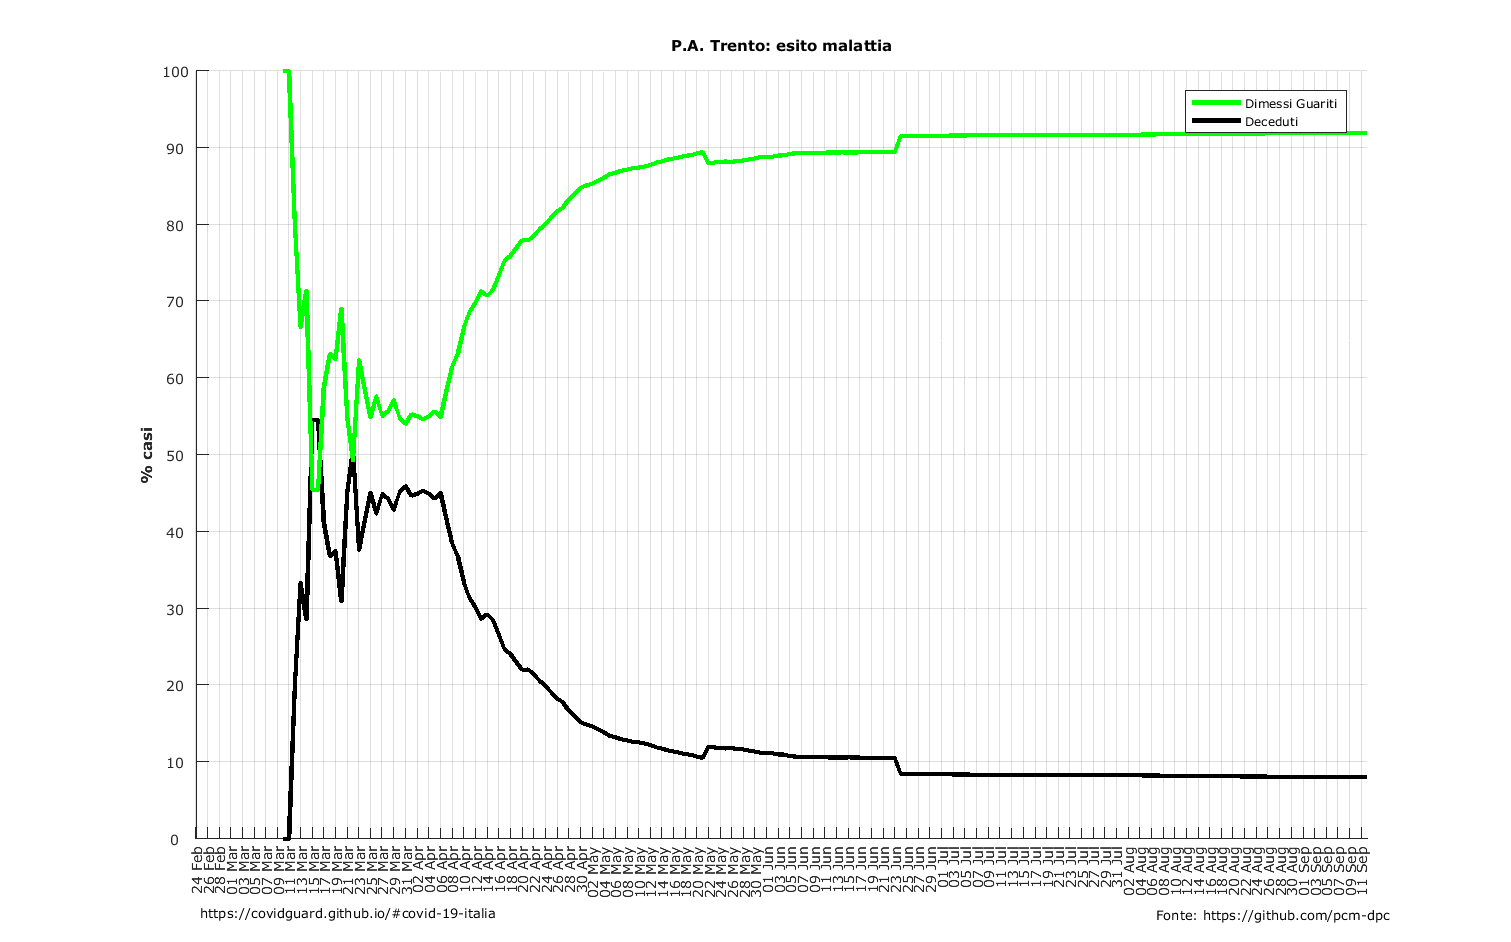 P.A. Trento: esito malattia
Dimessi Guariti
Deceduti
% casi
100
90
80
70
60
50
40
30
20
10
0
24 Feb
26 Feb
28 Feb
01 Mar
03 Mar
05 Mar
07 Mar
09 Mar
11 Mar
13 Mar
15 Mar
17 Mar
19 Mar
21 Mar
23 Mar
25 Mar
27 Mar
29 Mar
31 Mar
02 Apr
04 Apr
06 Apr
08 Apr
10 Apr
12 Apr
14 Apr
16 Apr
18 Apr
20 Apr
22 Apr
24 Apr
26 Apr
28 Apr
30 Apr
02 May
04 May
06 May
08 May
10 May
12 May
14 May
16 May
18 May
20 May
22 May
24 May
26 May
28 May
30 May
01 Jun
03 Jun
05 Jun
07 Jun
09 Jun
11 Jun
13 Jun
15 Jun
17 Jun
19 Jun
21 Jun
23 Jun
25 Jun
27 Jun
29 Jun
01 Jul
03 Jul
05 Jul
07 Jul
09 Jul
11 Jul
13 Jul
15 Jul
17 Jul
19 Jul
21 Jul
23 Jul
25 Jul
27 Jul
29 Jul
31 Jul
02 Aug
04 Aug
06 Aug
08 Aug
10 Aug
12 Aug
14 Aug
16 Aug
18 Aug
20 Aug
22 Aug
24 Aug
26 Aug
28 Aug
30 Aug
01 Sep
03 Sep
05 Sep
07 Sep
09 Sep
11 Sep
https://covidguard.github.io/#covid-19-italia
Fonte: https://github.com/pcm-dpc